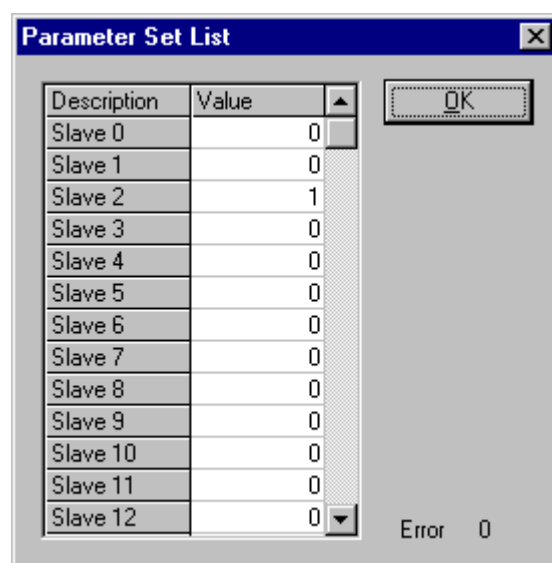 Parameter Set List
Description Value
OK
Slave 0 0
Slave 1 0
Slave 2 1
Slave 3 0
Slave 4 0
Slave 5 0
Slave 6 0
Slave 7 0
Slave 8 0
Slave 9 0
Slave 10 0
Slave 11 0
Slave 12 0
Error 0